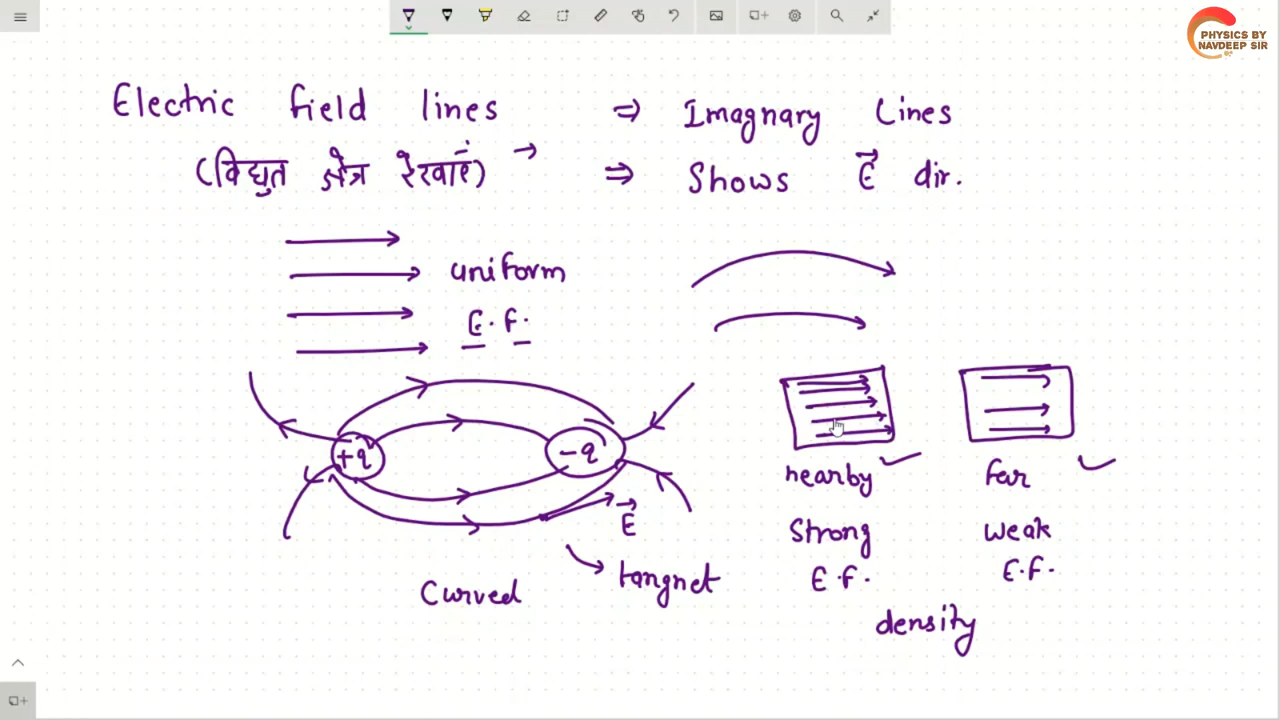 PHYSICS BY
NAVDEEP SIR
Electric field lines ⇒ Imagnary Lines
(विद्युत क्षेत्र रेखाएं) → ⇒ Shows E⃗ dir.
uniform
E.F.
+q
-q
E⃗
tangnet
Curved
nearby ✓ far ✓
Strong weak
E.F. E.F.
density